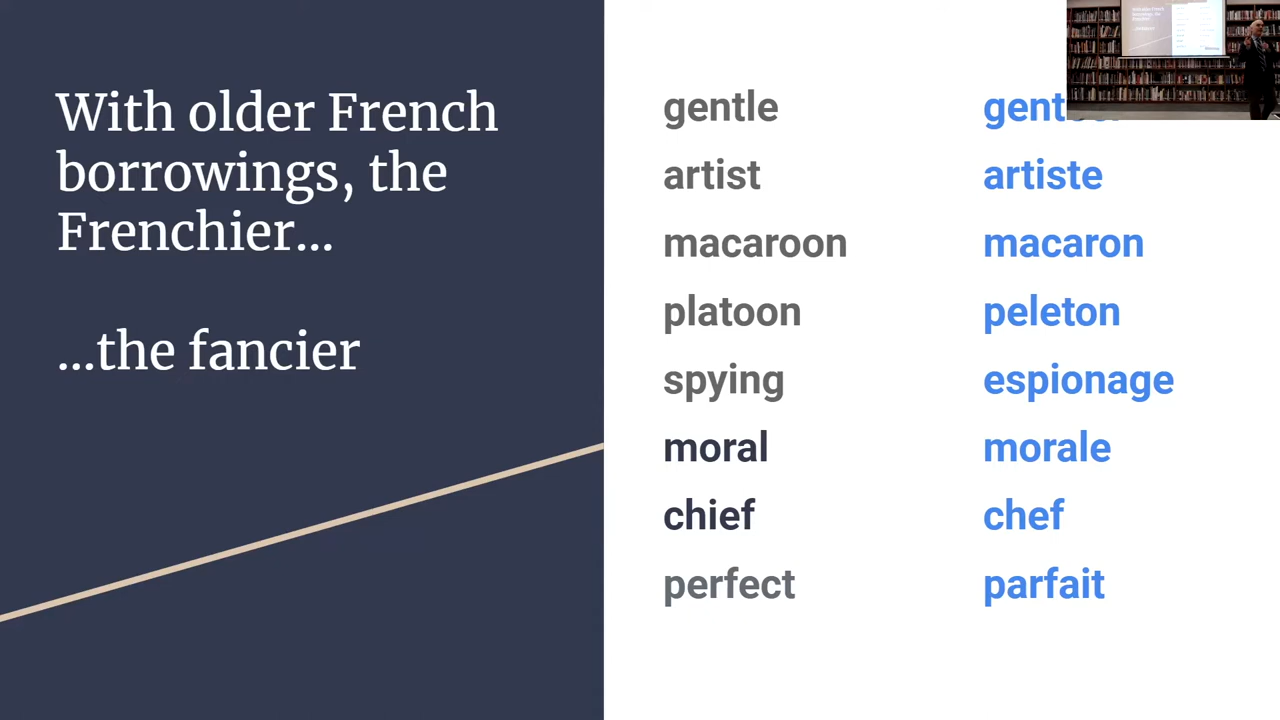 With older French
borrowings, the
Frenchier...
...the fancier
gentle
artist artiste
macaroon macaron
platoon peleton
spying espionage
moral morale
chief chef
perfect parfait